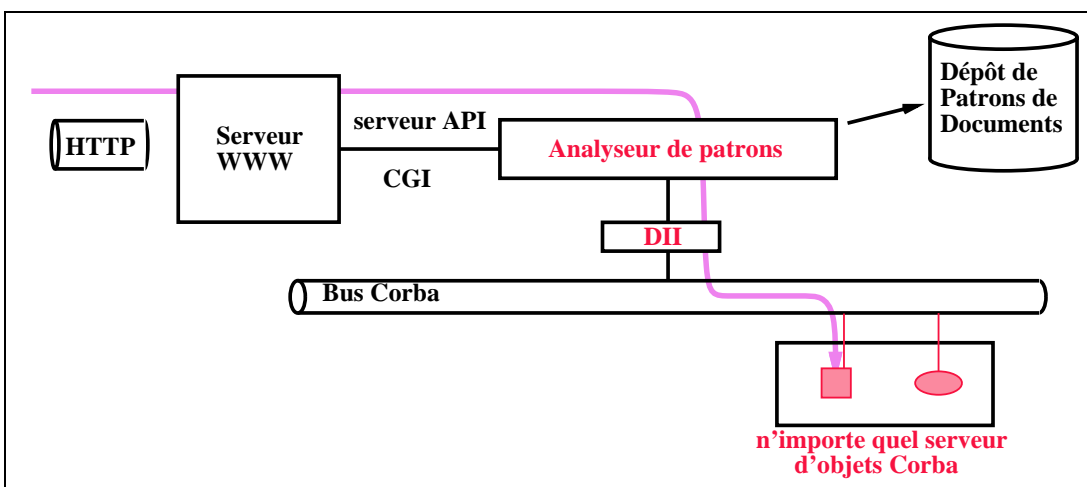 HTTP
Serveur
WWW
serveur API
CGI
Analyseur de patrons
Dépôt de
Patrons de
Documents
DII
Bus Corba
n'importe quel serveur
d'objets Corba